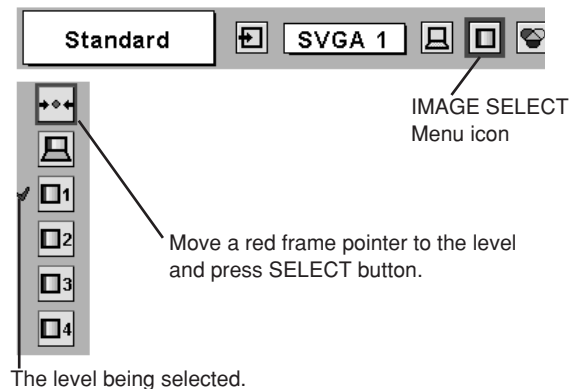 Standard
SVGA 1
IMAGE SELECT
Menu icon
1
2
Move a red frame pointer to the level
and press SELECT button.
3
4
The level being selected.